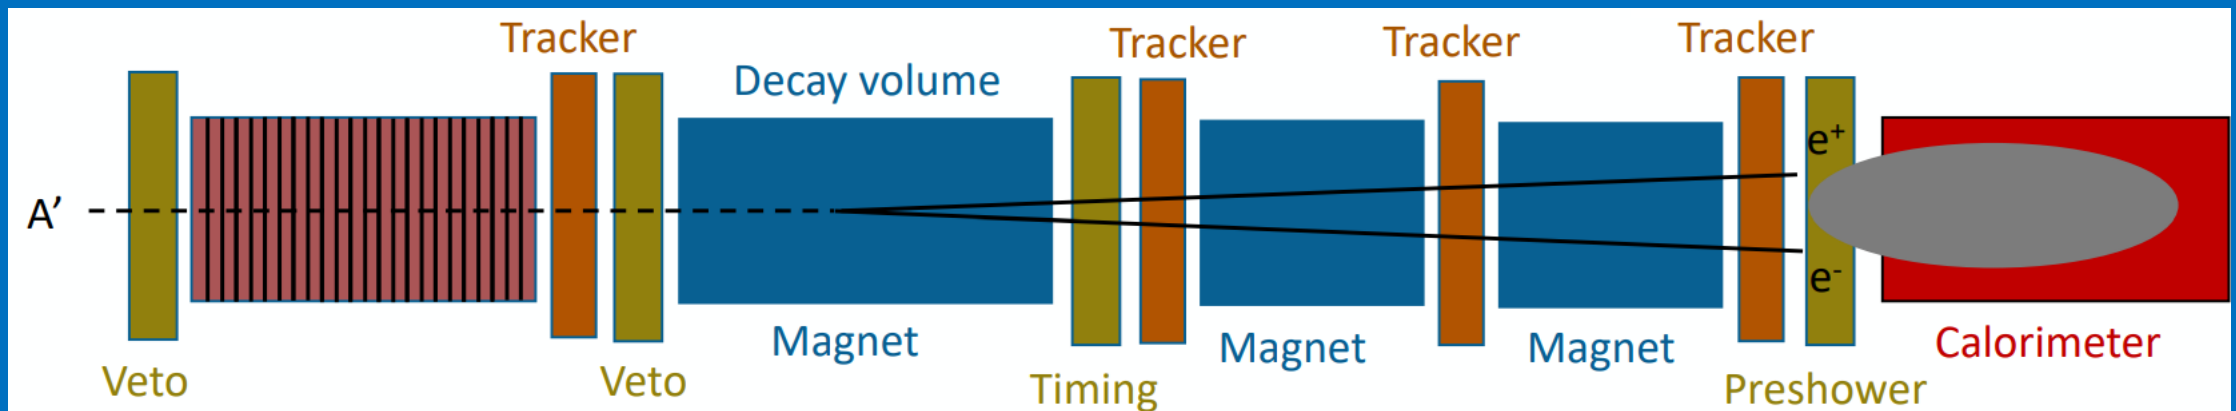 Tracker
Tracker
Tracker
Tracker
Decay volume
e⁺
A’
e⁻
Magnet
Magnet
Magnet
Calorimeter
Veto
Veto
Timing
Preshower